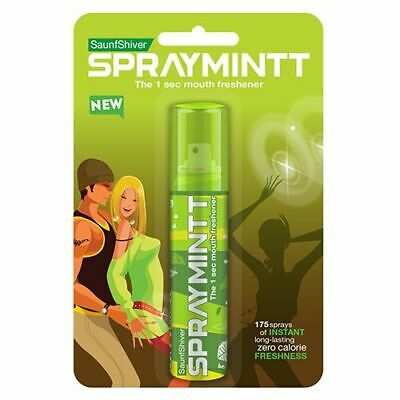 SaunfShiver
SPRAYMINTT
The 1 sec mouth freshener
NEW
SaunfShiver
SPRAYMINTT
The 1 sec mouth freshener
175 sprays
of INSTANT
long-lasting
zero calorie
FRESHNESS